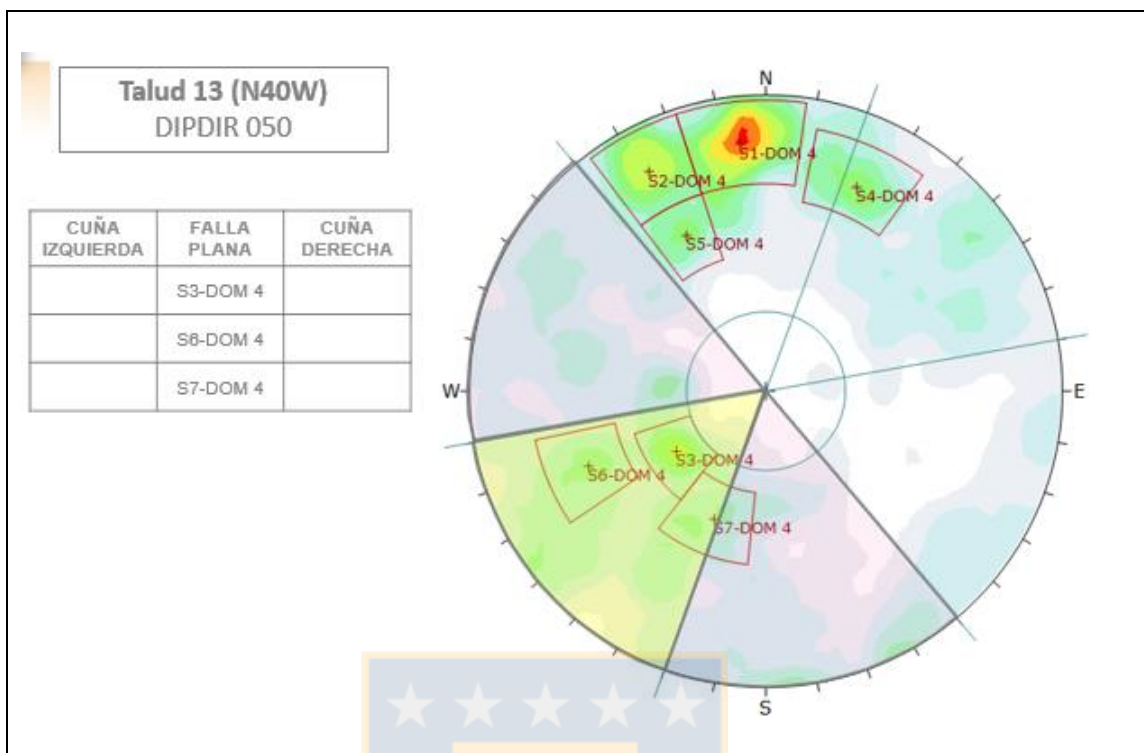 Talud 13 (N40W)
DIPDIR 050
CUÑA IZQUIERDA
FALLA PLANA
CUÑA DERECHA
S3-DOM 4
S6-DOM 4
S7-DOM 4
N
S1-DOM 4
S2-DOM 4
S4-DOM 4
S5-DOM 4
W
E
S3-DOM 4
S6-DOM 4
S7-DOM 4
S